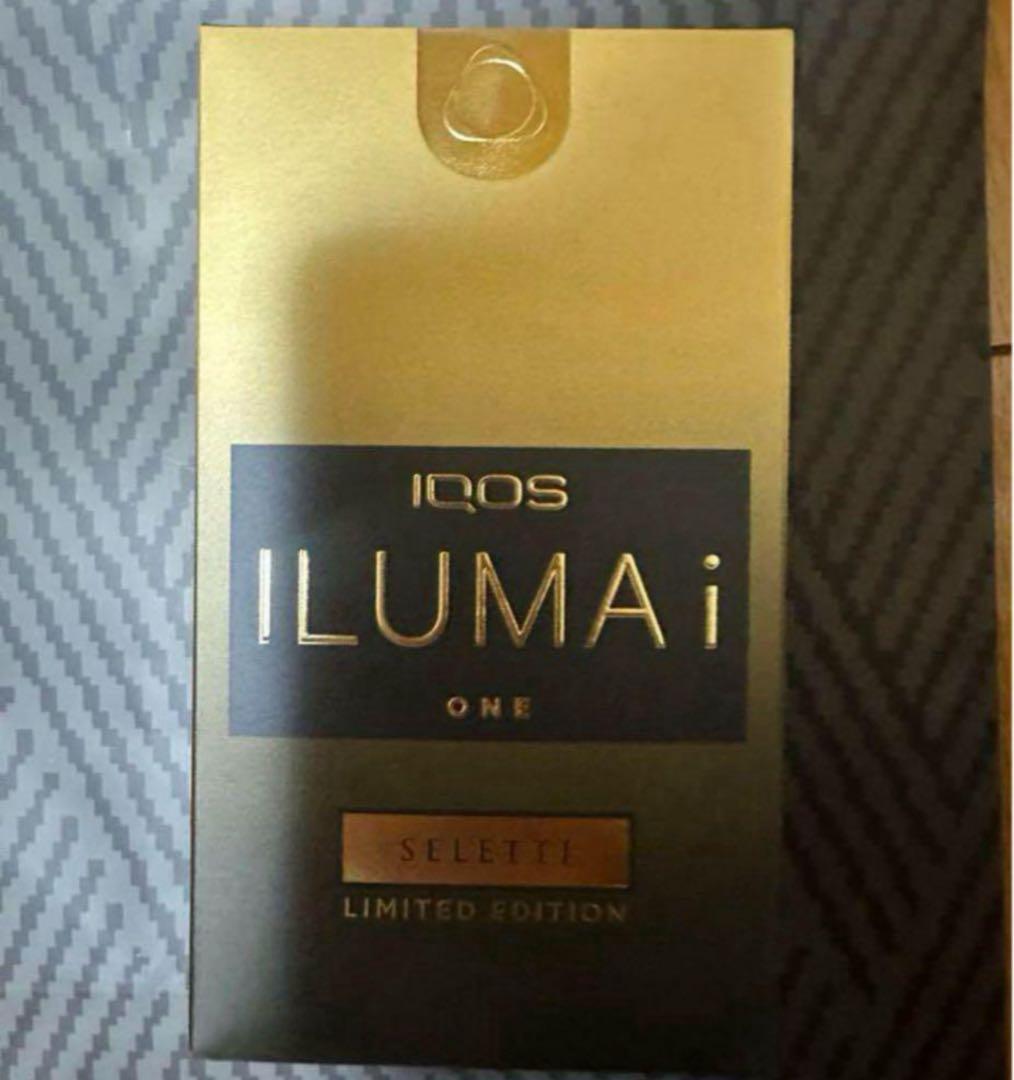 IQOS
ILUMA i
ONE
SELETTI
LIMITED EDITION